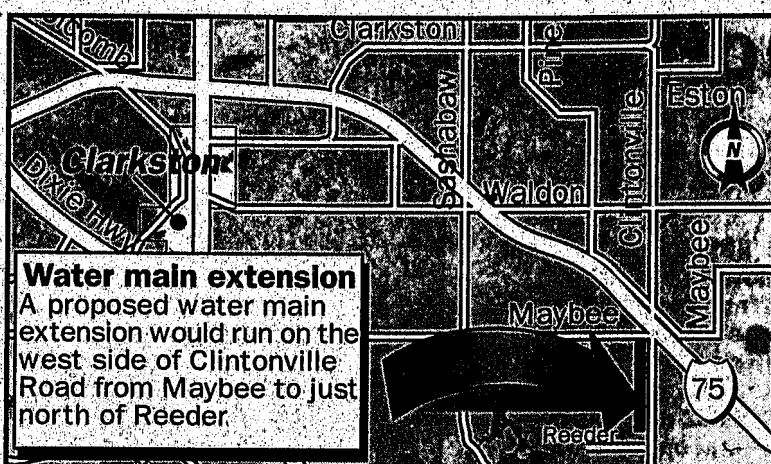 Clarkston
Holcomb
Pine
Eston
Sashabaw
Clintonville
N
Clarkston
Dixie Hwy.
Waldon
Maybee
Maybee
Water main extension
A proposed water main
extension would run on the
west side of Clintonville
Road from Maybee to just
north of Reeder.
75
Reeder